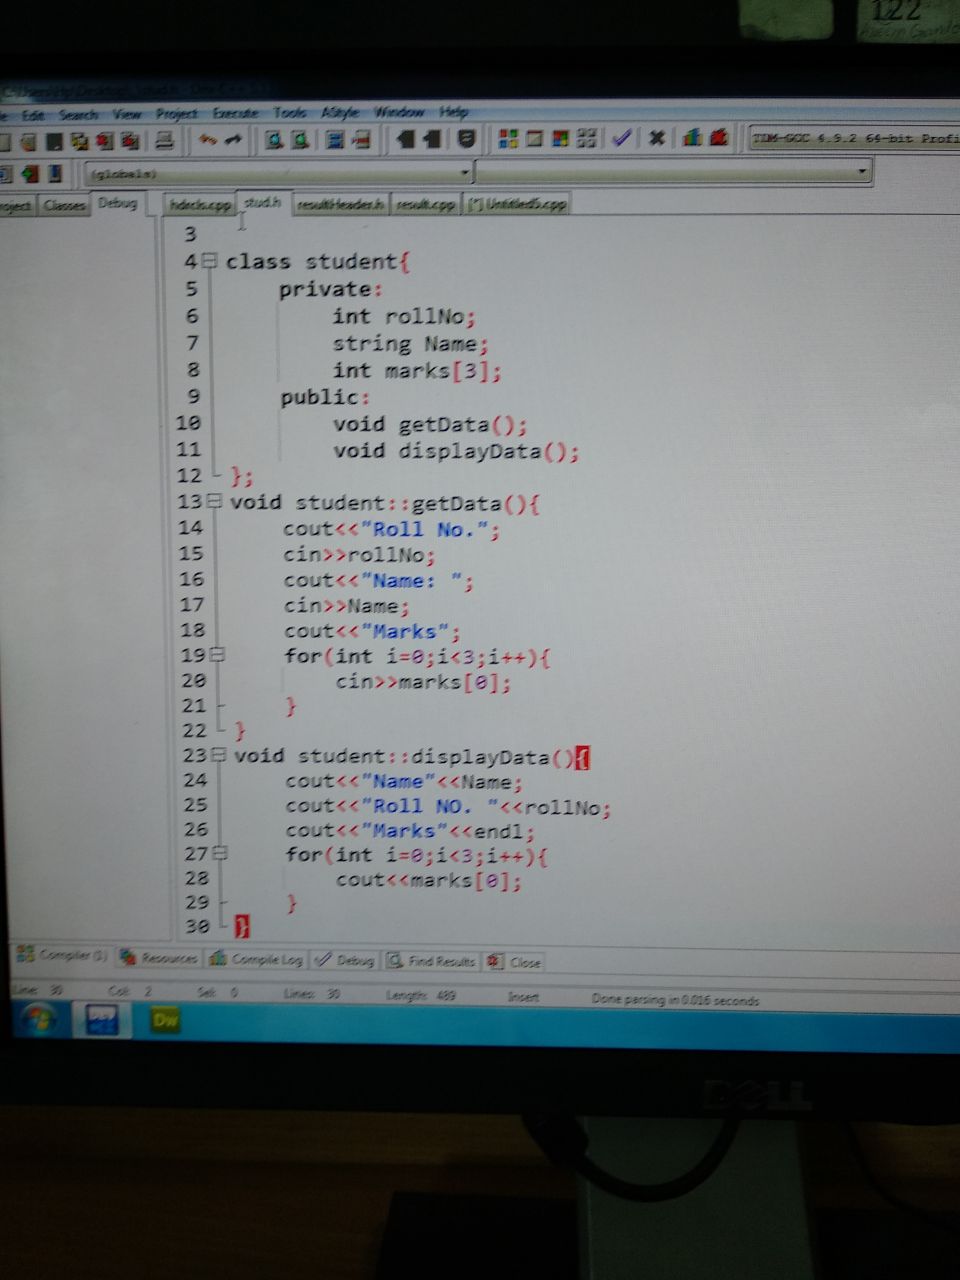 122
Edit Search View Project Execute Tools AStyle Window Help
TDM-GCC 4.9.2 64-bit Profi
(globals)
Classes Debug hdrcls.cpp stud.h resultHeader.h result.cpp [*] Untitled5.cpp
3
4 class student{
5 private:
6 int rollNo;
7 string Name;
8 int marks[3];
9 public:
10 void getData();
11 void displayData();
12 };
13 void student::getData(){
14 cout<<"Roll No.";
15 cin>>rollNo;
16 cout<<"Name: ";
17 cin>>Name;
18 cout<<"Marks";
19 for(int i=0;i<3;i++){
20 cin>>marks[0];
21 }
22 }
23 void student::displayData(){
24 cout<<"Name"<<Name;
25 cout<<"Roll NO. "<<rollNo;
26 cout<<"Marks"<<endl;
27 for(int i=0;i<3;i++){
28 cout<<marks[0];
29 }
30 }
Compiler (1) Resources Compile Log Debug Find Results Close
Line: 30 Col: 2 Sel: 0 Lines: 30 Length: 489 Insert Done parsing in 0.016 seconds
Dw
DELL